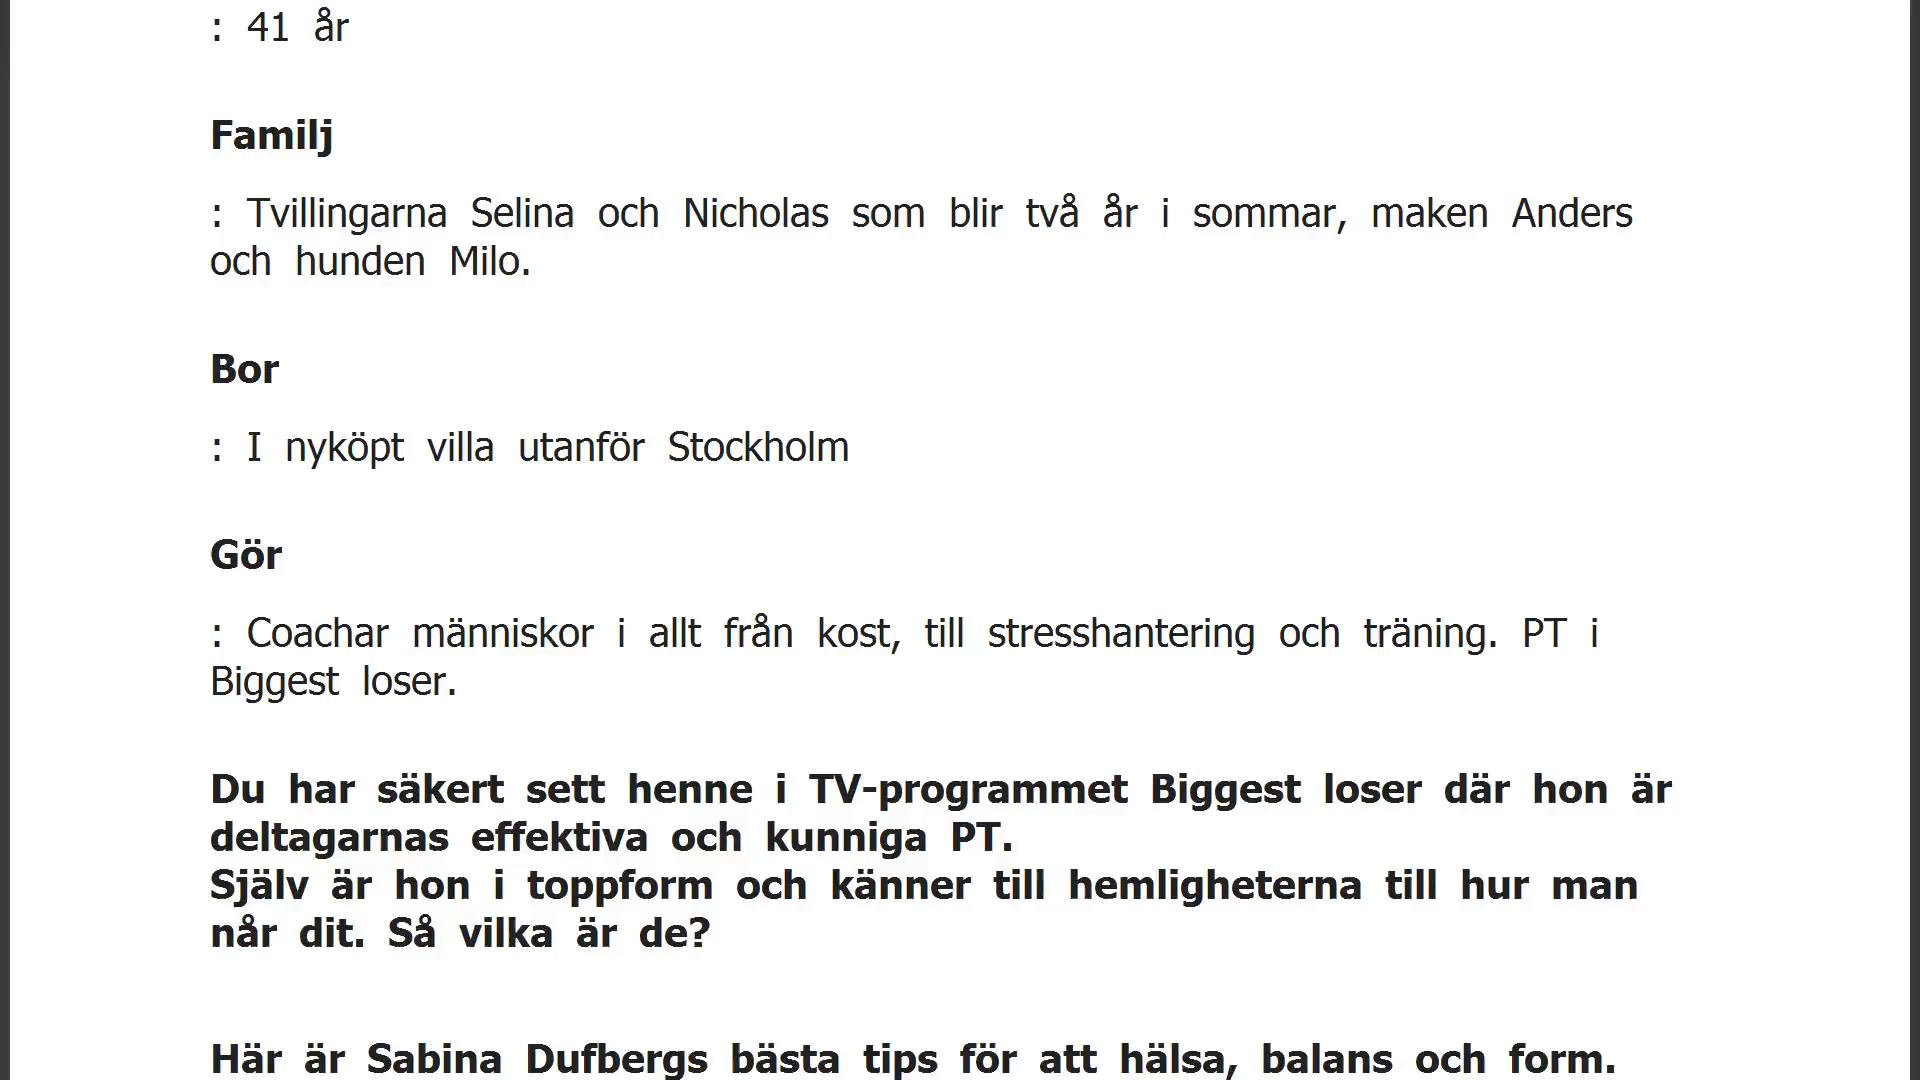 : 41 år
Familj
: Tvillingarna Selina och Nicholas som blir två år i sommar, maken Anders
och hunden Milo.
Bor
: I nyköpt villa utanför Stockholm
Gör
: Coachar människor i allt från kost, till stresshantering och träning. PT i
Biggest loser.
Du har säkert sett henne i TV-programmet Biggest loser där hon är
deltagarnas effektiva och kunniga PT.
Själv är hon i toppform och känner till hemligheterna till hur man
når dit. Så vilka är de?
Här är Sabina Dufbergs bästa tips för att hälsa, balans och form.